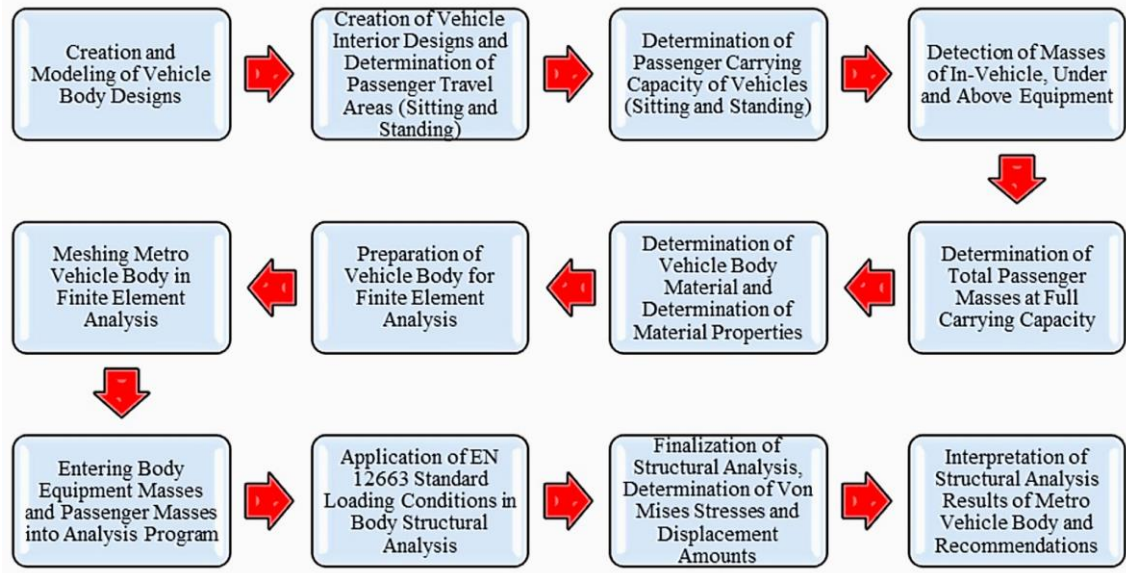 Creation and
Modeling of Vehicle
Body Designs
Creation of Vehicle
Interior Designs and
Determination of
Passenger Travel
Areas (Sitting and
Standing)
Determination of
Passenger Carrying
Capacity of Vehicles
(Sitting and Standing)
Detection of Masses
of In-Vehicle, Under
and Above Equipment
Determination of
Total Passenger
Masses at Full
Carrying Capacity
Determination of
Vehicle Body
Material and
Determination of
Material Properties
Preparation of
Vehicle Body for
Finite Element
Analysis
Meshing Metro
Vehicle Body in
Finite Element
Analysis
Entering Body
Equipment Masses
and Passenger Masses
into Analysis Program
Application of EN
12663 Standard
Loading Conditions in
Body Structural
Analysis
Finalization of
Structural Analysis,
Determination of Von
Mises Stresses and
Displacement
Amounts
Interpretation of
Structural Analysis
Results of Metro
Vehicle Body and
Recommendations